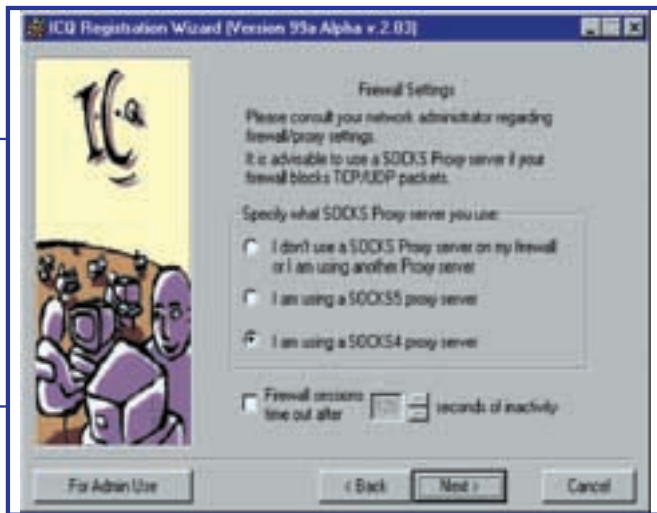 ICQ Registration Wizard (Version 99a Alpha v.2.03)
Firewall Settings
Please consult your network administrator regarding
firewall/proxy settings.
It is advisable to use a SOCKS Proxy server if your
firewall blocks TCP/UDP packets.
Specify what SOCKS Proxy server you use:
I don't use a SOCKS Proxy server on my firewall
or I am using another Proxy server
I am using a SOCKS5 proxy server
I am using a SOCKS4 proxy server
Firewall sessions
time out after seconds of inactivity
For Admin Use
< Back
Next >
Cancel